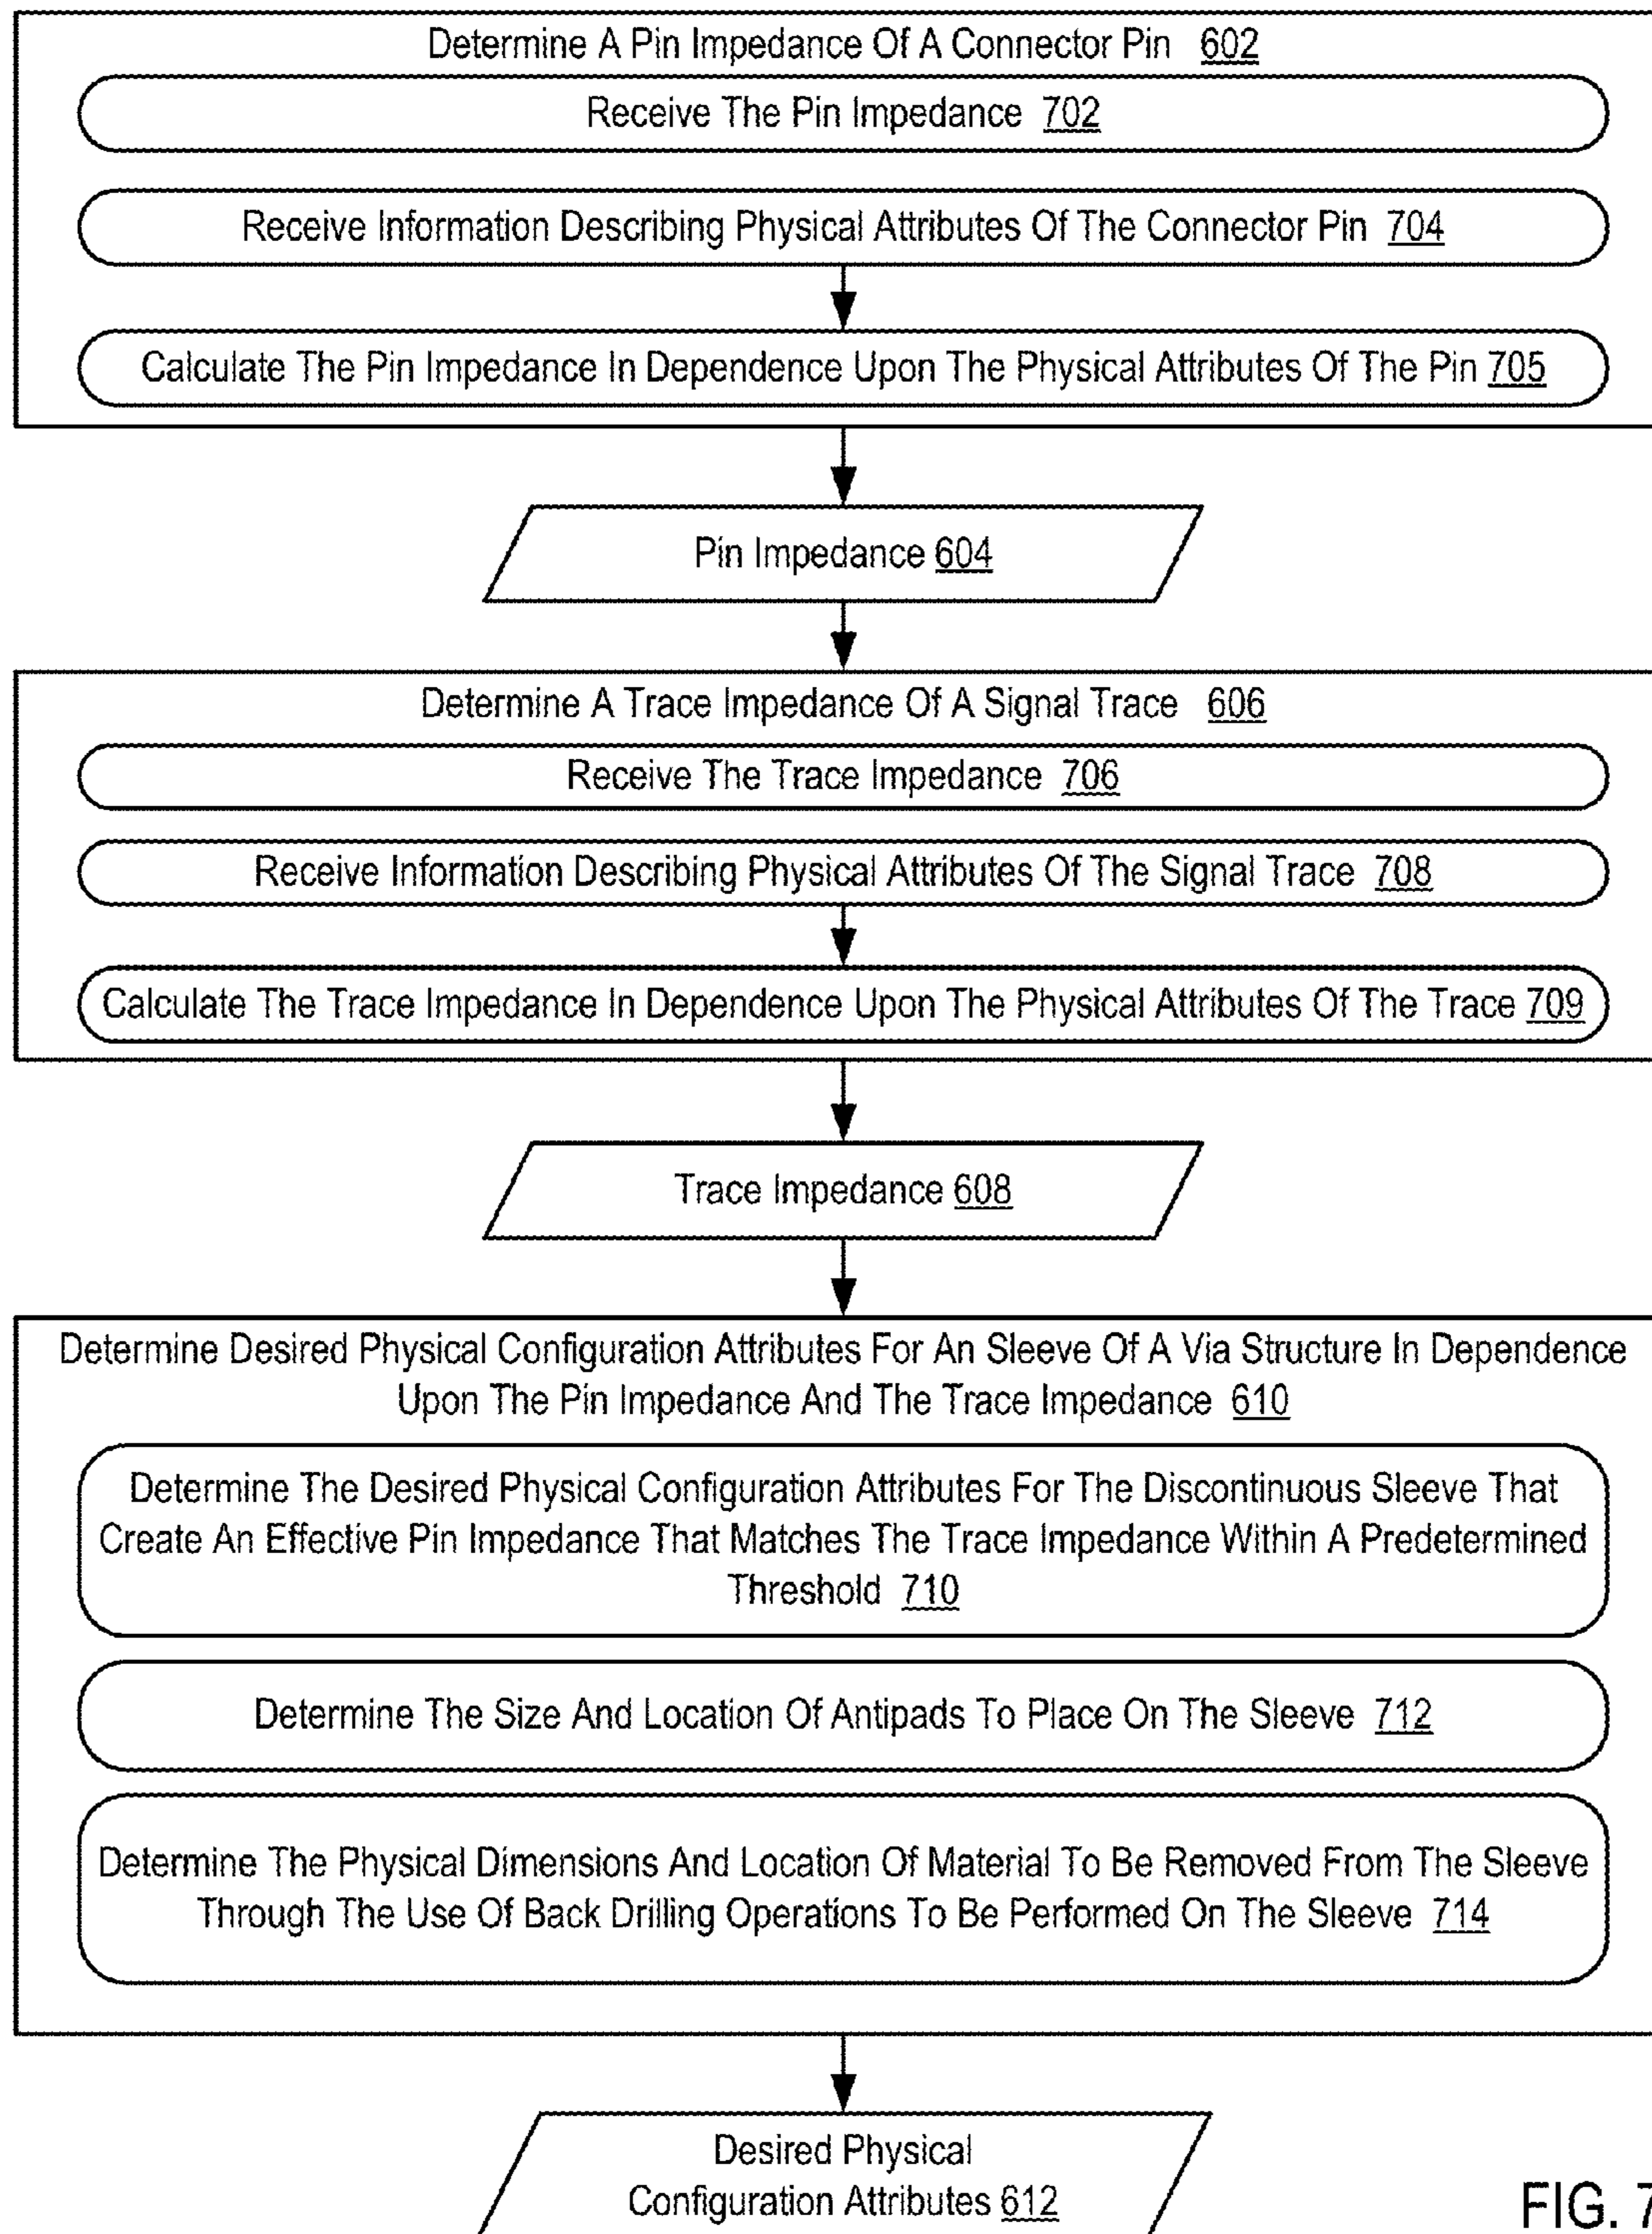 Determine A Pin Impedance Of A Connector Pin 602
Receive The Pin Impedance 702
Receive Information Describing Physical Attributes Of The Connector Pin 704
Calculate The Pin Impedance In Dependence Upon The Physical Attributes Of The Pin 705
Pin Impedance 604
Determine A Trace Impedance Of A Signal Trace 606
Receive The Trace Impedance 706
Receive Information Describing Physical Attributes Of The Signal Trace 708
Calculate The Trace Impedance In Dependence Upon The Physical Attributes Of The Trace 709
Trace Impedance 608
Determine Desired Physical Configuration Attributes For An Sleeve Of A Via Structure In Dependence
Upon The Pin Impedance And The Trace Impedance 610
Determine The Desired Physical Configuration Attributes For The Discontinuous Sleeve That
Create An Effective Pin Impedance That Matches The Trace Impedance Within A Predetermined
Threshold 710
Determine The Size And Location Of Antipads To Place On The Sleeve 712
Determine The Physical Dimensions And Location Of Material To Be Removed From The Sleeve
Through The Use Of Back Drilling Operations To Be Performed On The Sleeve 714
Desired Physical
Configuration Attributes 612
FIG. 7